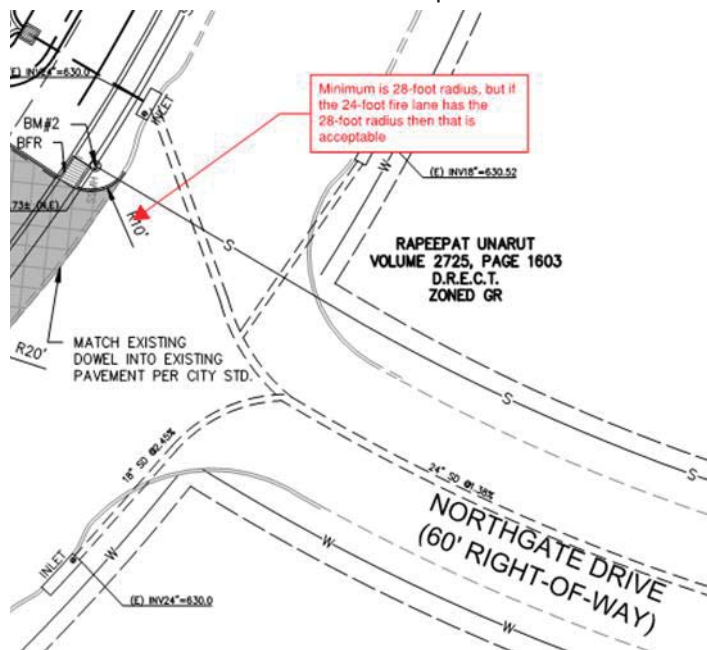 (E) INV24"=630.0
INLET
BM#2
BFR
Minimum is 28-foot radius, but if
the 24-foot fire lane has the
28-foot radius then that is
acceptable
W
(E) INV18"=630.52
R10'
S
RAPEEPAT UNARUT
VOLUME 2725, PAGE 1603
D.R.E.C.T.
ZONED GR
R20'
MATCH EXISTING
DOWEL INTO EXISTING
PAVEMENT PER CITY STD.
S
S
18" SD @2.45%
24" SD @1.38%
NORTHGATE DRIVE
(60' RIGHT-OF-WAY)
INLET
W
W
W
(E) INV24"=630.0